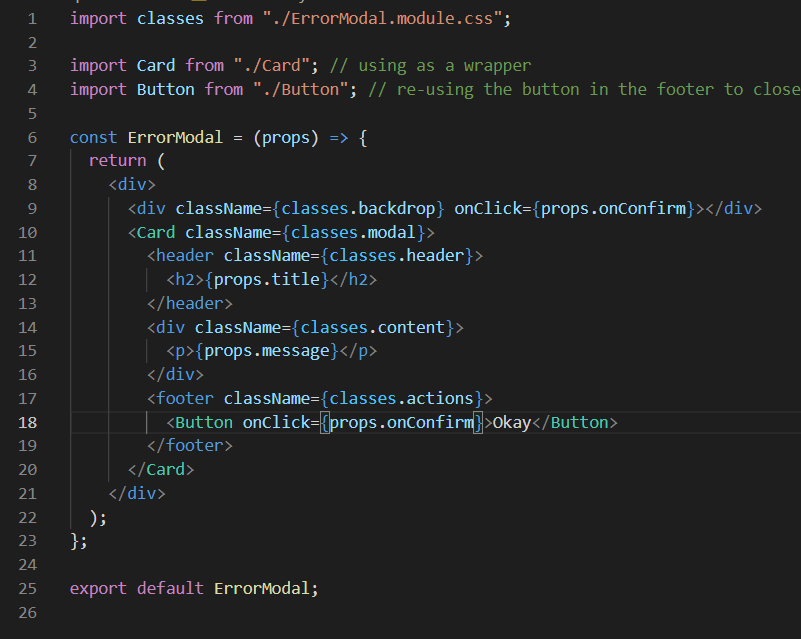 1 import classes from "./ErrorModal.module.css";
2
3 import Card from "./Card"; // using as a wrapper
4 import Button from "./Button"; // re-using the button in the footer to close
5
6 const ErrorModal = (props) => {
7   return (
8     <div>
9       <div className={classes.backdrop} onClick={props.onConfirm}></div>
10       <Card className={classes.modal}>
11         <header className={classes.header}>
12           <h2>{props.title}</h2>
13         </header>
14         <div className={classes.content}>
15           <p>{props.message}</p>
16         </div>
17         <footer className={classes.actions}>
18           <Button onClick={props.onConfirm}>Okay</Button>
19         </footer>
20       </Card>
21     </div>
22   );
23 };
24
25 export default ErrorModal;
26